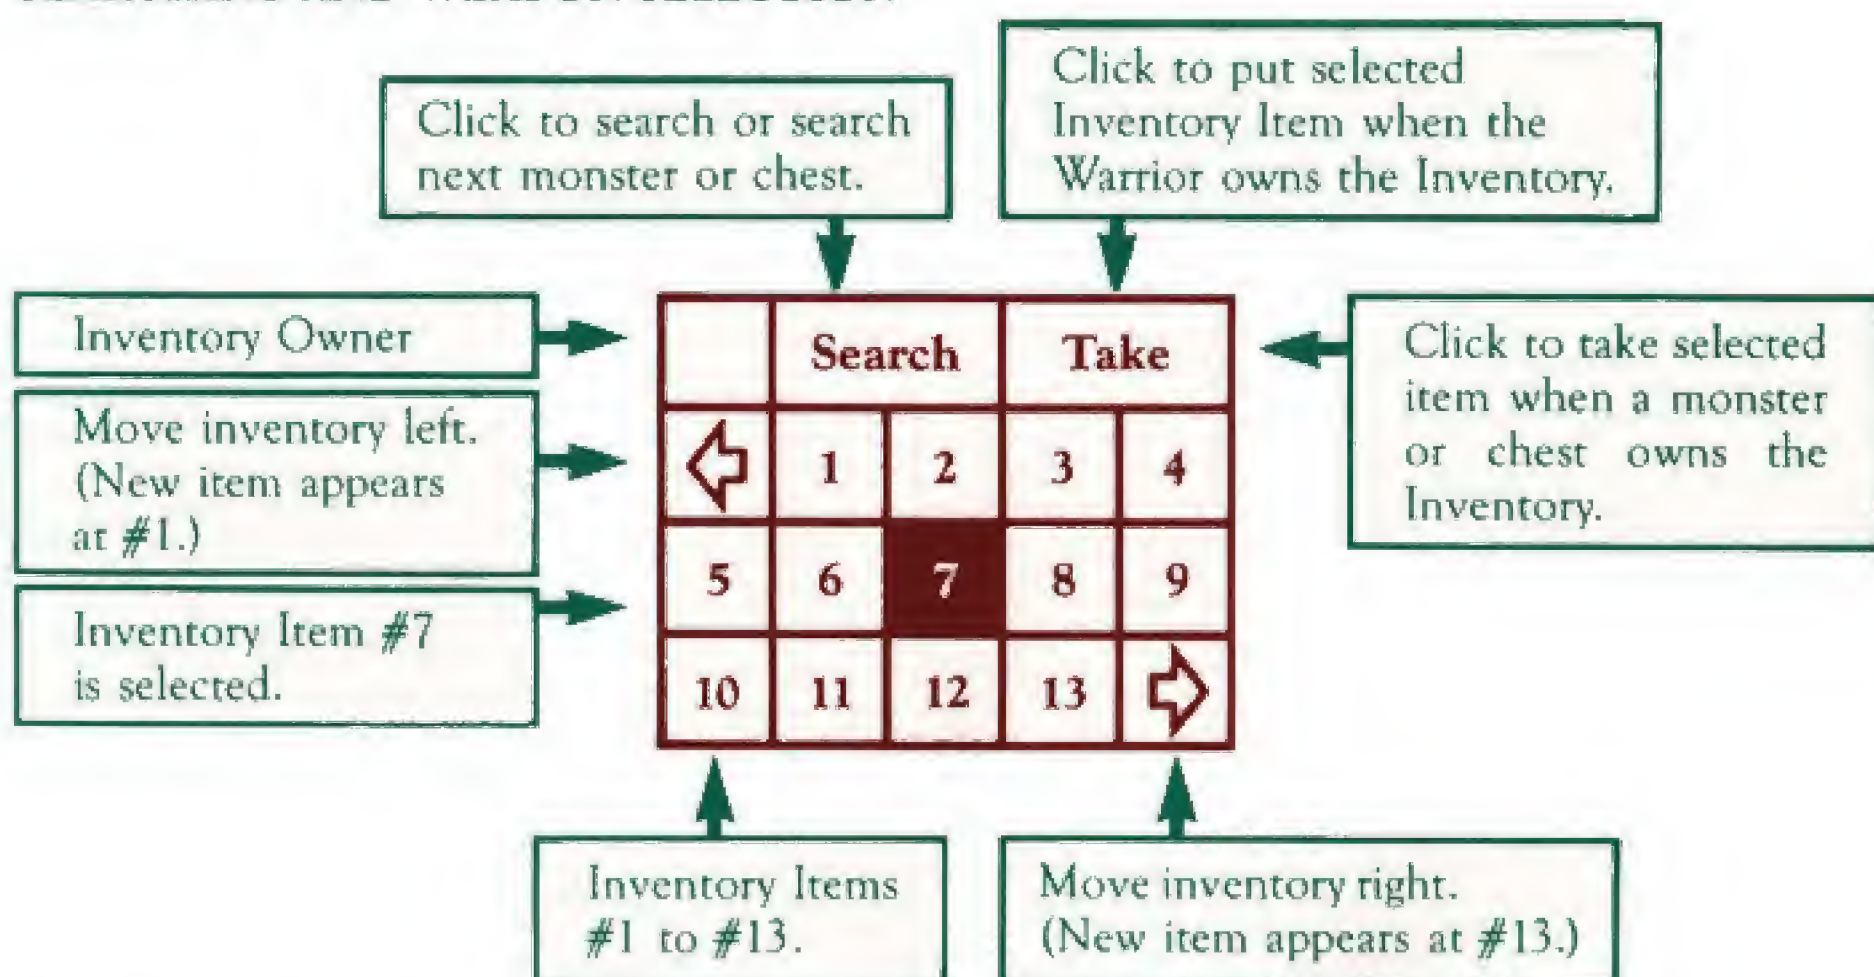 Click to search or search
next monster or chest.
Click to put selected
Inventory Item when the
Warrior owns the Inventory.
Inventory Owner
Move inventory left.
(New item appears
at #1.)
Inventory Item #7
is selected.
Search Take
1 2 3 4
5 6 7 8 9
10 11 12 13
Click to take selected
item when a monster
or chest owns the
Inventory.
Inventory Items
#1 to #13.
Move inventory right.
(New item appears at #13.)